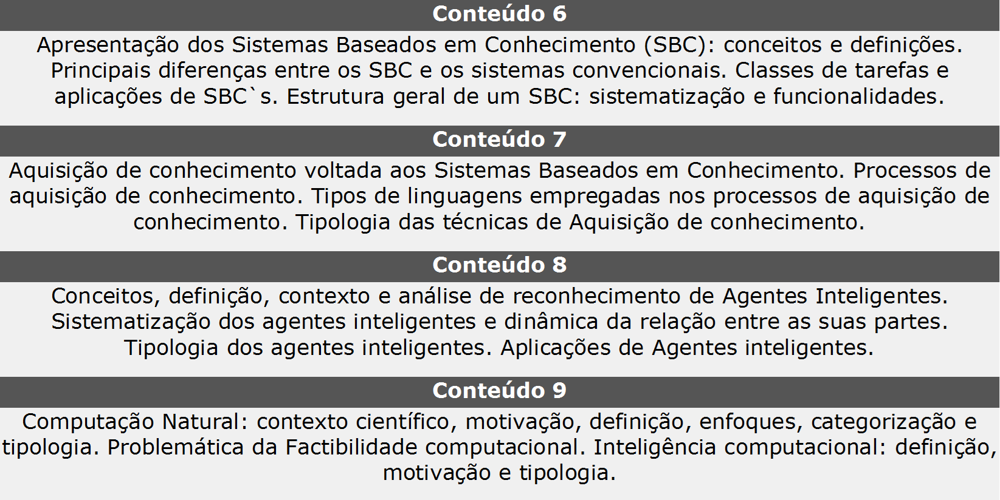 Conteúdo 6
Apresentação dos Sistemas Baseados em Conhecimento (SBC): conceitos e definições.
Principais diferenças entre os SBC e os sistemas convencionais. Classes de tarefas e
aplicações de SBC`s. Estrutura geral de um SBC: sistematização e funcionalidades.
Conteúdo 7
Aquisição de conhecimento voltada aos Sistemas Baseados em Conhecimento. Processos de
aquisição de conhecimento. Tipos de linguagens empregadas nos processos de aquisição de
conhecimento. Tipologia das técnicas de Aquisição de conhecimento.
Conteúdo 8
Conceitos, definição, contexto e análise de reconhecimento de Agentes Inteligentes.
Sistematização dos agentes inteligentes e dinâmica da relação entre as suas partes.
Tipologia dos agentes inteligentes. Aplicações de Agentes inteligentes.
Conteúdo 9
Computação Natural: contexto científico, motivação, definição, enfoques, categorização e
tipologia. Problemática da Factibilidade computacional. Inteligência computacional: definição,
motivação e tipologia.